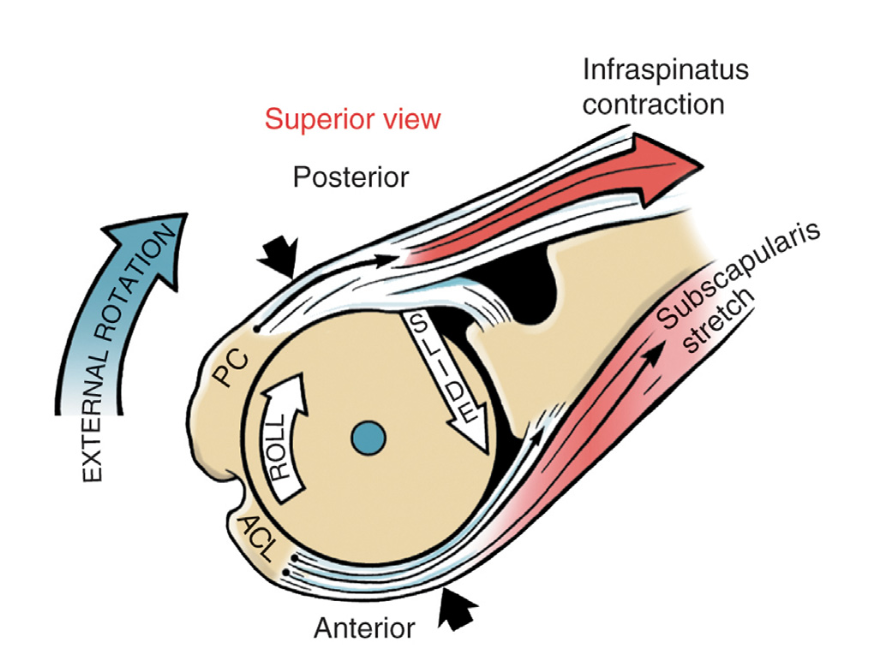 Infraspinatus
contraction
Superior view
Posterior
EXTERNAL ROTATION
Subscapularis
stretch
SLIDE
PC
ROLL
ACL
Anterior